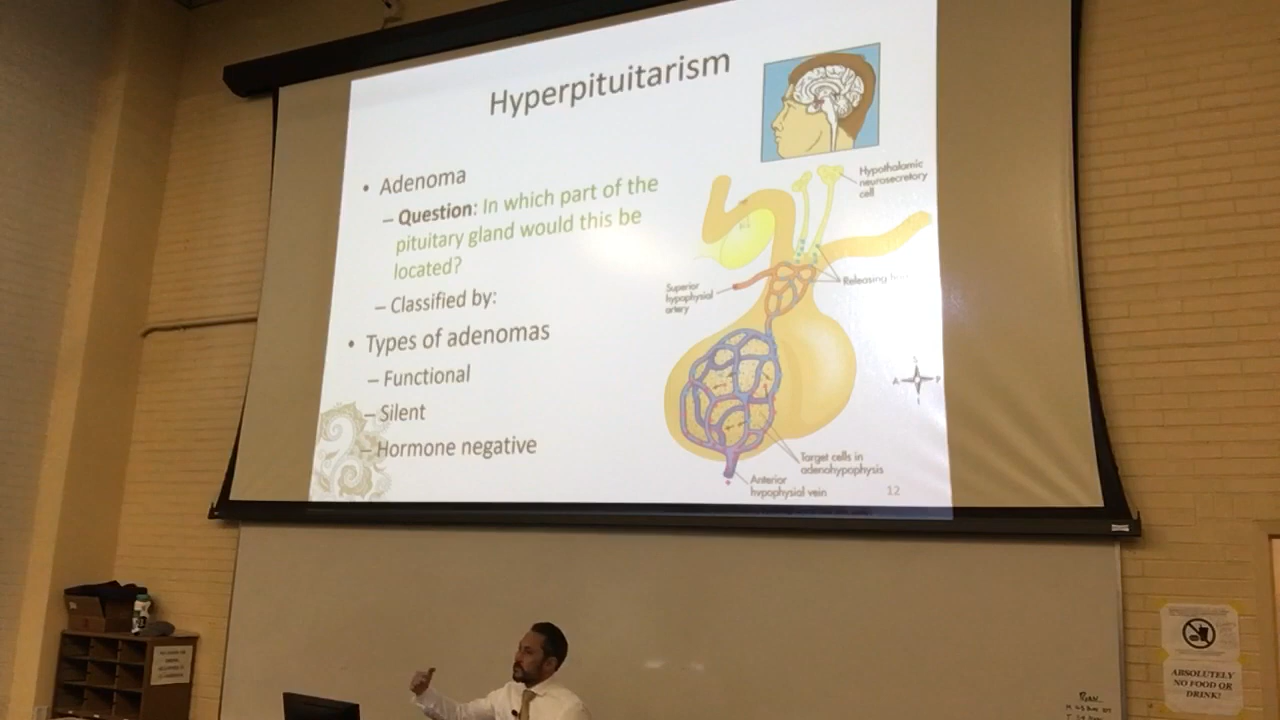 Hyperpituitarism
• Adenoma
– Question: In which part of the
pituitary gland would this be
located?
– Classified by:
• Types of adenomas
– Functional
– Silent
– Hormone negative
Hypothalamic
neurosecretory
cell
Superior
hypophysial
artery
Releasing
A
P
I
Target cells in
adenohypophysis
Anterior
hypophysial vein
12
ABSOLUTELY
NO FOOD OR
DRINK!